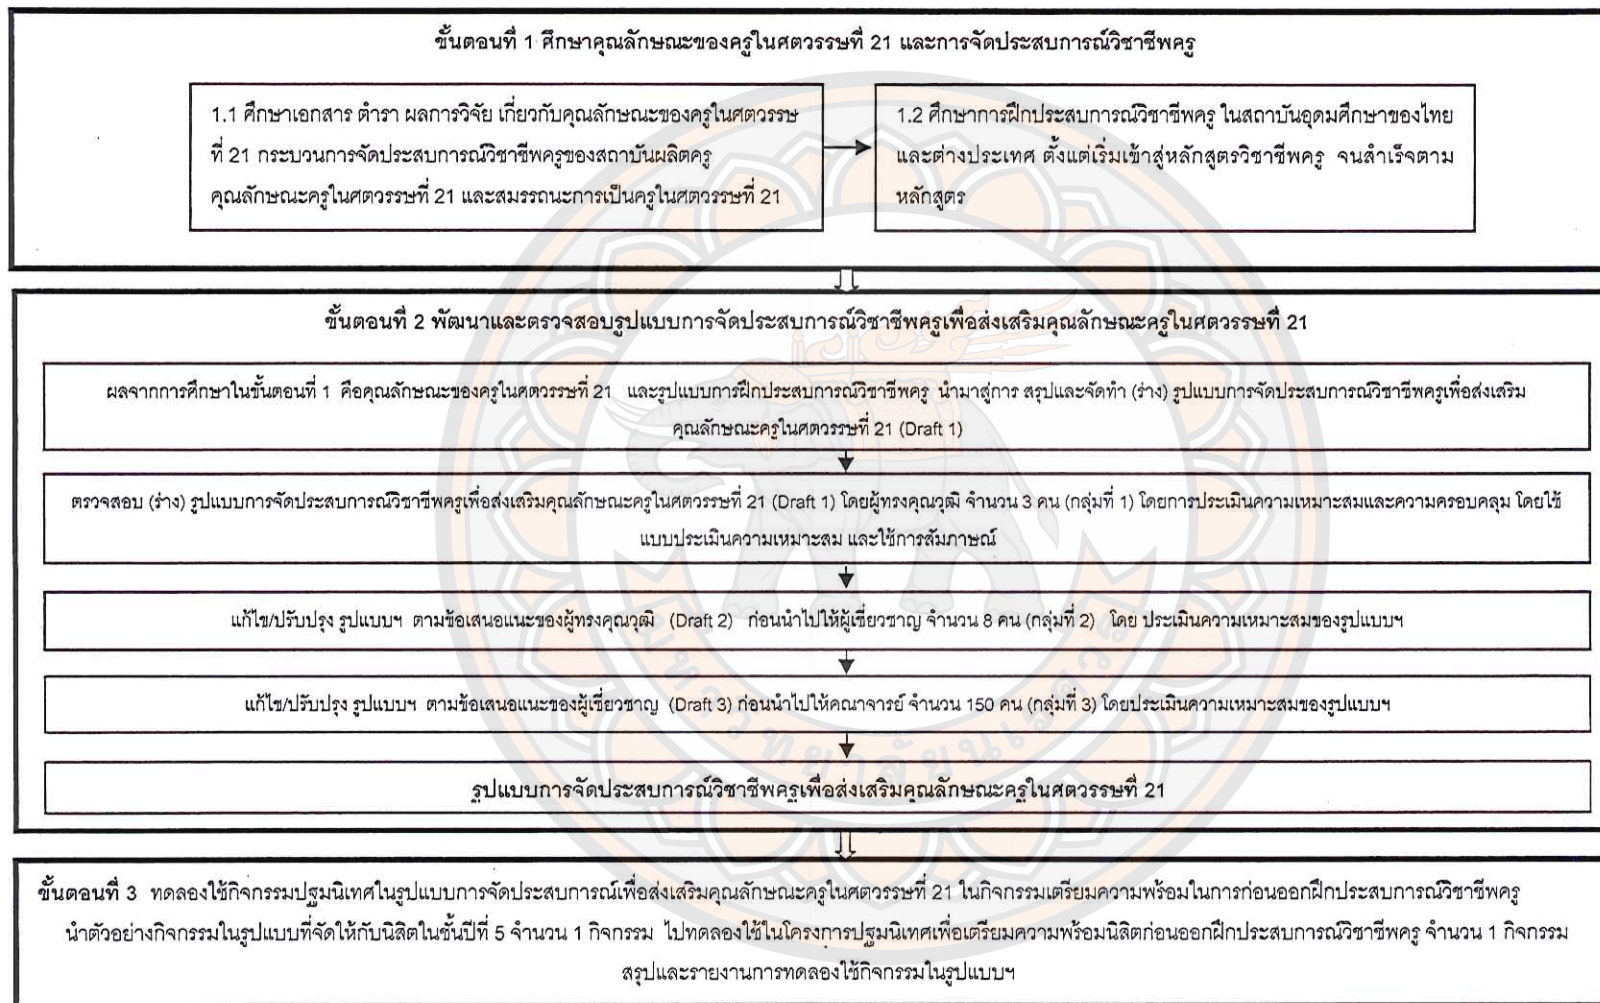 ขั้นตอนที่ 1 ศึกษาคุณลักษณะของครูในศตวรรษที่ 21 และการจัดประสบการณ์วิชาชีพครู
1.1 ศึกษาเอกสาร ตำรา ผลการวิจัย เกี่ยวกับคุณลักษณะของครูในศตวรรษ
ที่ 21 กระบวนการจัดประสบการณ์วิชาชีพครูของสถาบันผลิตครู
คุณลักษณะครูในศตวรรษที่ 21 และสมรรถนะการเป็นครูในศตวรรษที่ 21
1.2 ศึกษาการฝึกประสบการณ์วิชาชีพครู ในสถาบันอุดมศึกษาของไทย
และต่างประเทศ ตั้งแต่เริ่มเข้าสู่หลักสูตรวิชาชีพครู จนสำเร็จตาม
หลักสูตร
ขั้นตอนที่ 2 พัฒนาและตรวจสอบรูปแบบการจัดประสบการณ์วิชาชีพครูเพื่อส่งเสริมคุณลักษณะครูในศตวรรษที่ 21
ผลจากการศึกษาในขั้นตอนที่ 1 คือคุณลักษณะของครูในศตวรรษที่ 21 และรูปแบบการฝึกประสบการณ์วิชาชีพครู นำมาสู่การ สรุปและจัดทำ (ร่าง) รูปแบบการจัดประสบการณ์วิชาชีพครูเพื่อส่งเสริม
คุณลักษณะครูในศตวรรษที่ 21 (Draft 1)
ตรวจสอบ (ร่าง) รูปแบบการจัดประสบการณ์วิชาชีพครูเพื่อส่งเสริมคุณลักษณะครูในศตวรรษที่ 21 (Draft 1) โดยผู้ทรงคุณวุฒิ จำนวน 3 คน (กลุ่มที่ 1) โดยการประเมินความเหมาะสมและความครอบคลุม โดยใช้
แบบประเมินความเหมาะสม และใช้การสัมภาษณ์
แก้ไข/ปรับปรุง รูปแบบฯ ตามข้อเสนอแนะของผู้ทรงคุณวุฒิ (Draft 2) ก่อนนำไปให้ผู้เชี่ยวชาญ จำนวน 8 คน (กลุ่มที่ 2) โดย ประเมินความเหมาะสมของรูปแบบฯ
แก้ไข/ปรับปรุง รูปแบบฯ ตามข้อเสนอแนะของผู้เชี่ยวชาญ (Draft 3) ก่อนนำไปให้คณาจารย์ จำนวน 150 คน (กลุ่มที่ 3) โดยประเมินความเหมาะสมของรูปแบบฯ
รูปแบบการจัดประสบการณ์วิชาชีพครูเพื่อส่งเสริมคุณลักษณะครูในศตวรรษที่ 21
ขั้นตอนที่ 3 ทดลองใช้กิจกรรมปฐมนิเทศในรูปแบบการจัดประสบการณ์เพื่อส่งเสริมคุณลักษณะครูในศตวรรษที่ 21 ในกิจกรรมเตรียมความพร้อมในการก่อนออกฝึกประสบการณ์วิชาชีพครู
นำตัวอย่างกิจกรรมในรูปแบบที่จัดให้กับนิสิตในชั้นปีที่ 5 จำนวน 1 กิจกรรม ไปทดลองใช้ในโครงการปฐมนิเทศเพื่อเตรียมความพร้อมนิสิตก่อนออกฝึกประสบการณ์วิชาชีพครู จำนวน 1 กิจกรรม
สรุปและรายงานการทดลองใช้กิจกรรมในรูปแบบฯ
มหาวิทยาลัยนเรศวร